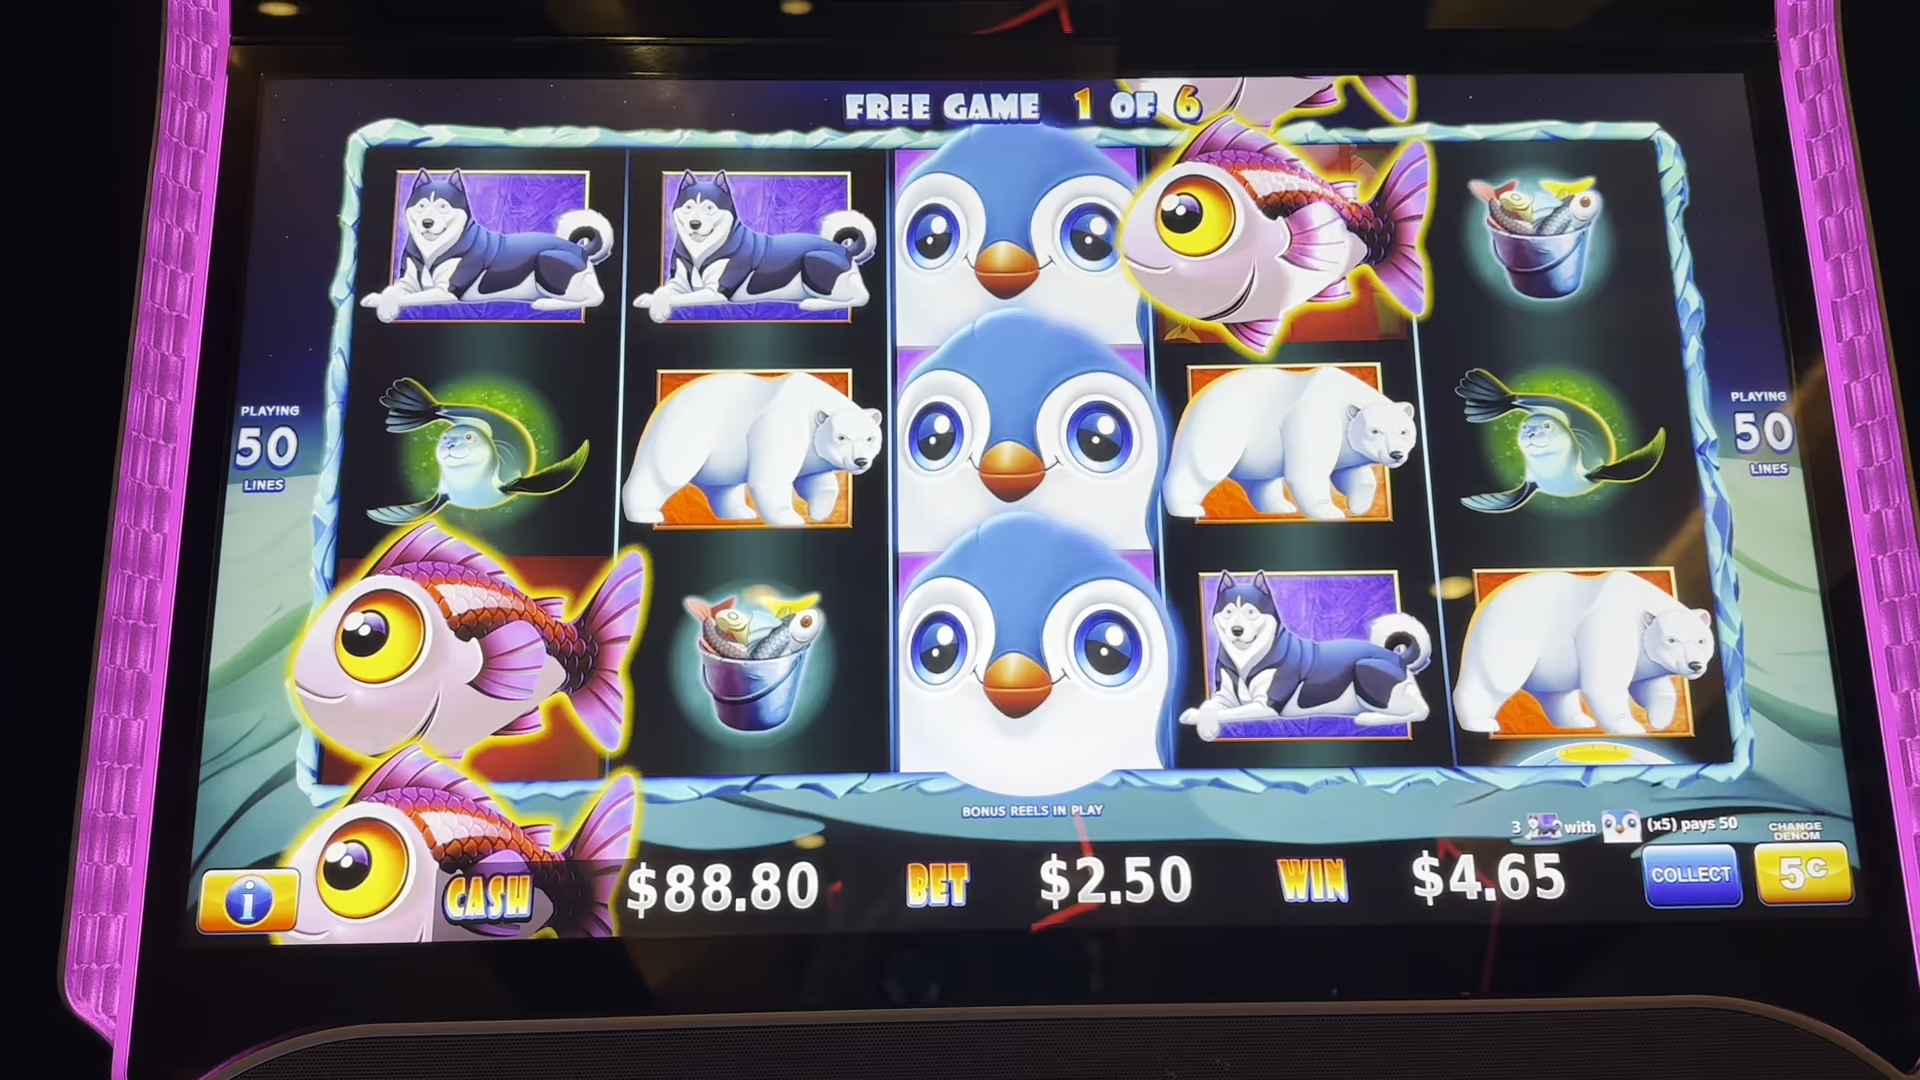 FREE GAME 1 OF 6
PLAYING
50
LINES
PLAYING
50
LINES
BONUS REELS IN PLAY
3 with (x5) pays 50
CASH $88.80 BET $2.50 WIN $4.65
COLLECT
CHANGE
DENOM
5¢
i